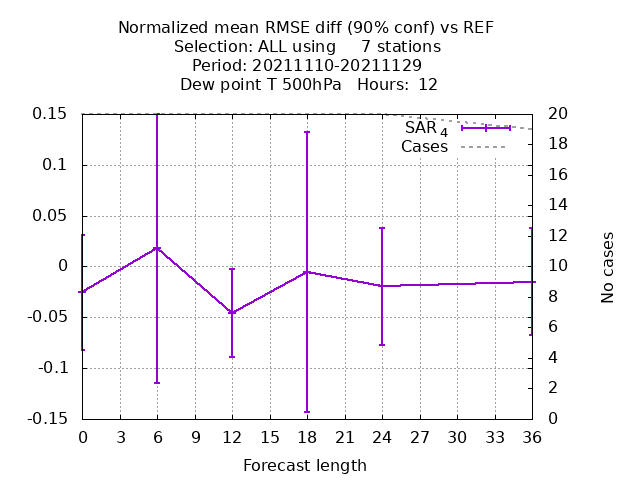 Normalized mean RMSE diff (90% conf) vs REF
Selection: ALL using     7 stations
Period: 20211110-20211129
Dew point T 500hPa   Hours:  12
0.15
0.1
0.05
0
-0.05
-0.1
-0.15
20
18
16
14
12
10
8
6
4
2
0
SAR 4
Cases
No cases
0 3 6 9 12 15 18 21 24 27 30 33 36
Forecast length